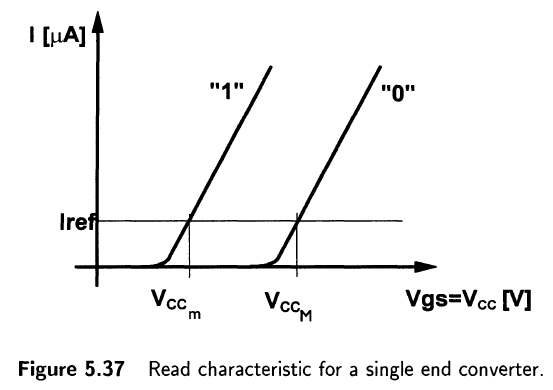 I [µA]
"1"
"0"
Iref
VCCm
VCCM
Vgs=Vcc [V]
Figure 5.37 Read characteristic for a single end converter.